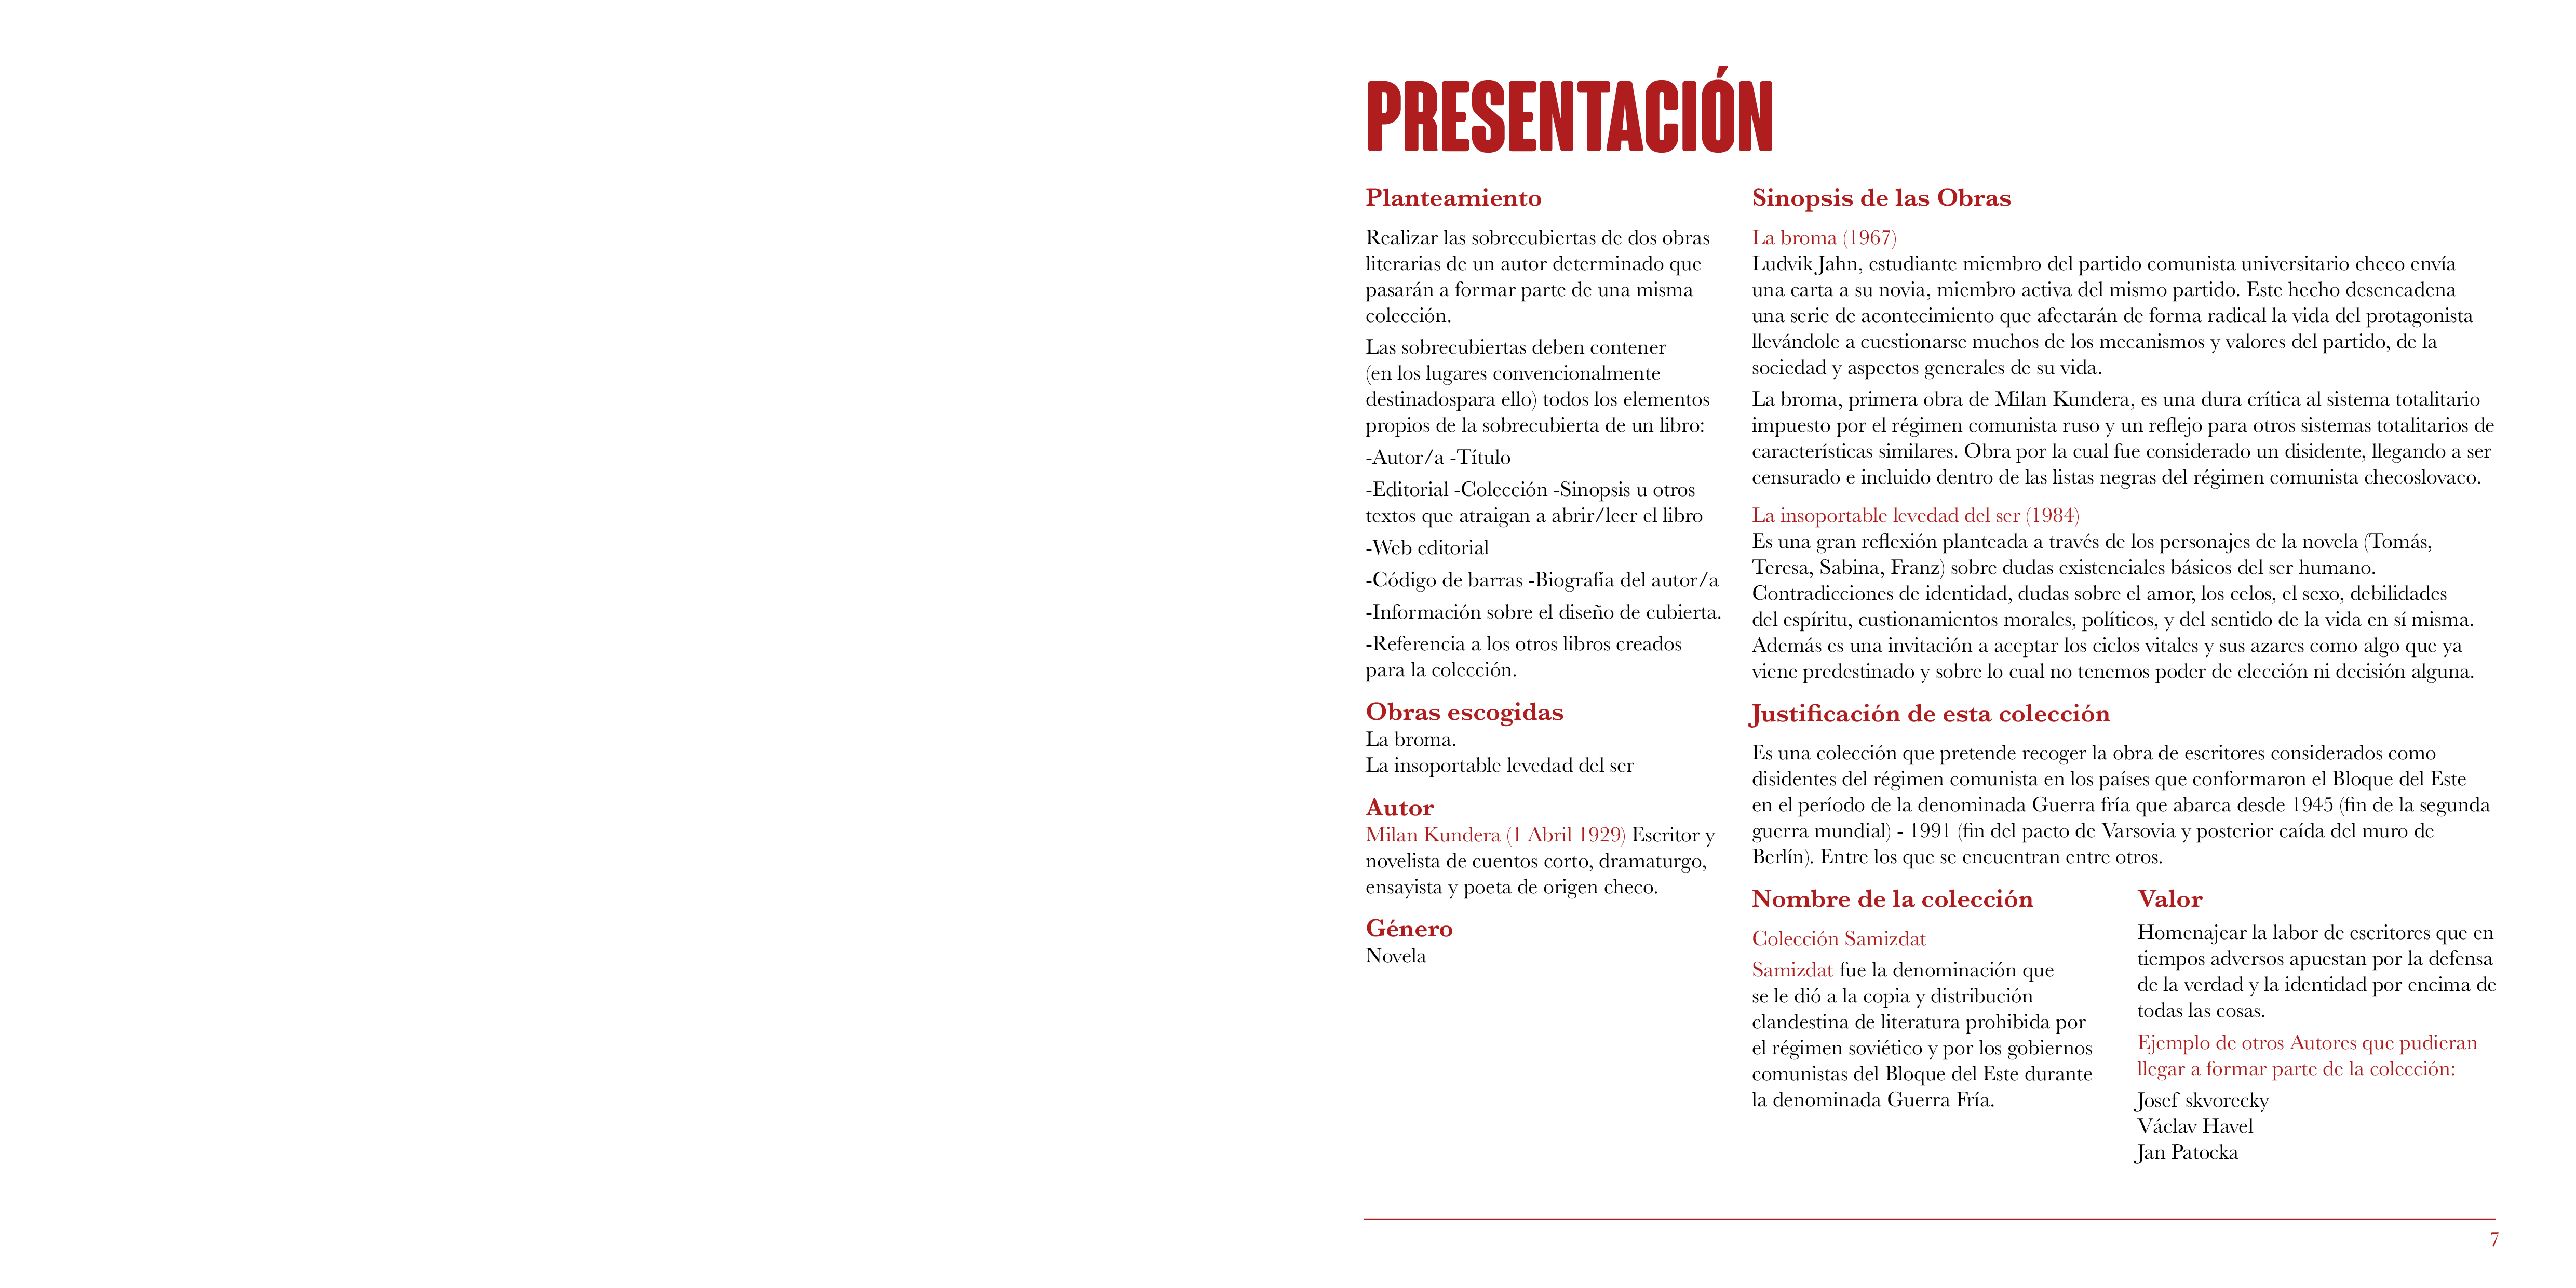 PRESENTACIÓN
Planteamiento
Realizar las sobrecubiertas de dos obras
literarias de un autor determinado que
pasarán a formar parte de una misma
colección.
Las sobrecubiertas deben contener
(en los lugares convencionalmente
destinadospara ello) todos los elementos
propios de la sobrecubierta de un libro:
-Autor/a -Título
-Editorial -Colección -Sinopsis u otros
textos que atraigan a abrir/leer el libro
-Web editorial
-Código de barras -Biografía del autor/a
-Información sobre el diseño de cubierta.
-Referencia a los otros libros creados
para la colección.
Obras escogidas
La broma.
La insoportable levedad del ser
Autor
Milan Kundera (1 Abril 1929) Escritor y
novelista de cuentos corto, dramaturgo,
ensayista y poeta de origen checo.
Género
Novela
Sinopsis de las Obras
La broma (1967)
Ludvik Jahn, estudiante miembro del partido comunista universitario checo envía
una carta a su novia, miembro activa del mismo partido. Este hecho desencadena
una serie de acontecimiento que afectarán de forma radical la vida del protagonista
llevándole a cuestionarse muchos de los mecanismos y valores del partido, de la
sociedad y aspectos generales de su vida.
La broma, primera obra de Milan Kundera, es una dura crítica al sistema totalitario
impuesto por el régimen comunista ruso y un reflejo para otros sistemas totalitarios de
características similares. Obra por la cual fue considerado un disidente, llegando a ser
censurado e incluido dentro de las listas negras del régimen comunista checoslovaco.
La insoportable levedad del ser (1984)
Es una gran reflexión planteada a través de los personajes de la novela (Tomás,
Teresa, Sabina, Franz) sobre dudas existenciales básicos del ser humano.
Contradicciones de identidad, dudas sobre el amor, los celos, el sexo, debilidades
del espíritu, custionamientos morales, políticos, y del sentido de la vida en sí misma.
Además es una invitación a aceptar los ciclos vitales y sus azares como algo que ya
viene predestinado y sobre lo cual no tenemos poder de elección ni decisión alguna.
Justificación de esta colección
Es una colección que pretende recoger la obra de escritores considerados como
disidentes del régimen comunista en los países que conformaron el Bloque del Este
en el período de la denominada Guerra fría que abarca desde 1945 (fin de la segunda
guerra mundial) - 1991 (fin del pacto de Varsovia y posterior caída del muro de
Berlín). Entre los que se encuentran entre otros.
Nombre de la colección
Colección Samizdat
Samizdat fue la denominación que
se le dió a la copia y distribución
clandestina de literatura prohibida por
el régimen soviético y por los gobiernos
comunistas del Bloque del Este durante
la denominada Guerra Fría.
Valor
Homenajear la labor de escritores que en
tiempos adversos apuestan por la defensa
de la verdad y la identidad por encima de
todas las cosas.
Ejemplo de otros Autores que pudieran
llegar a formar parte de la colección:
Josef skvorecky
Václav Havel
Jan Patocka
7